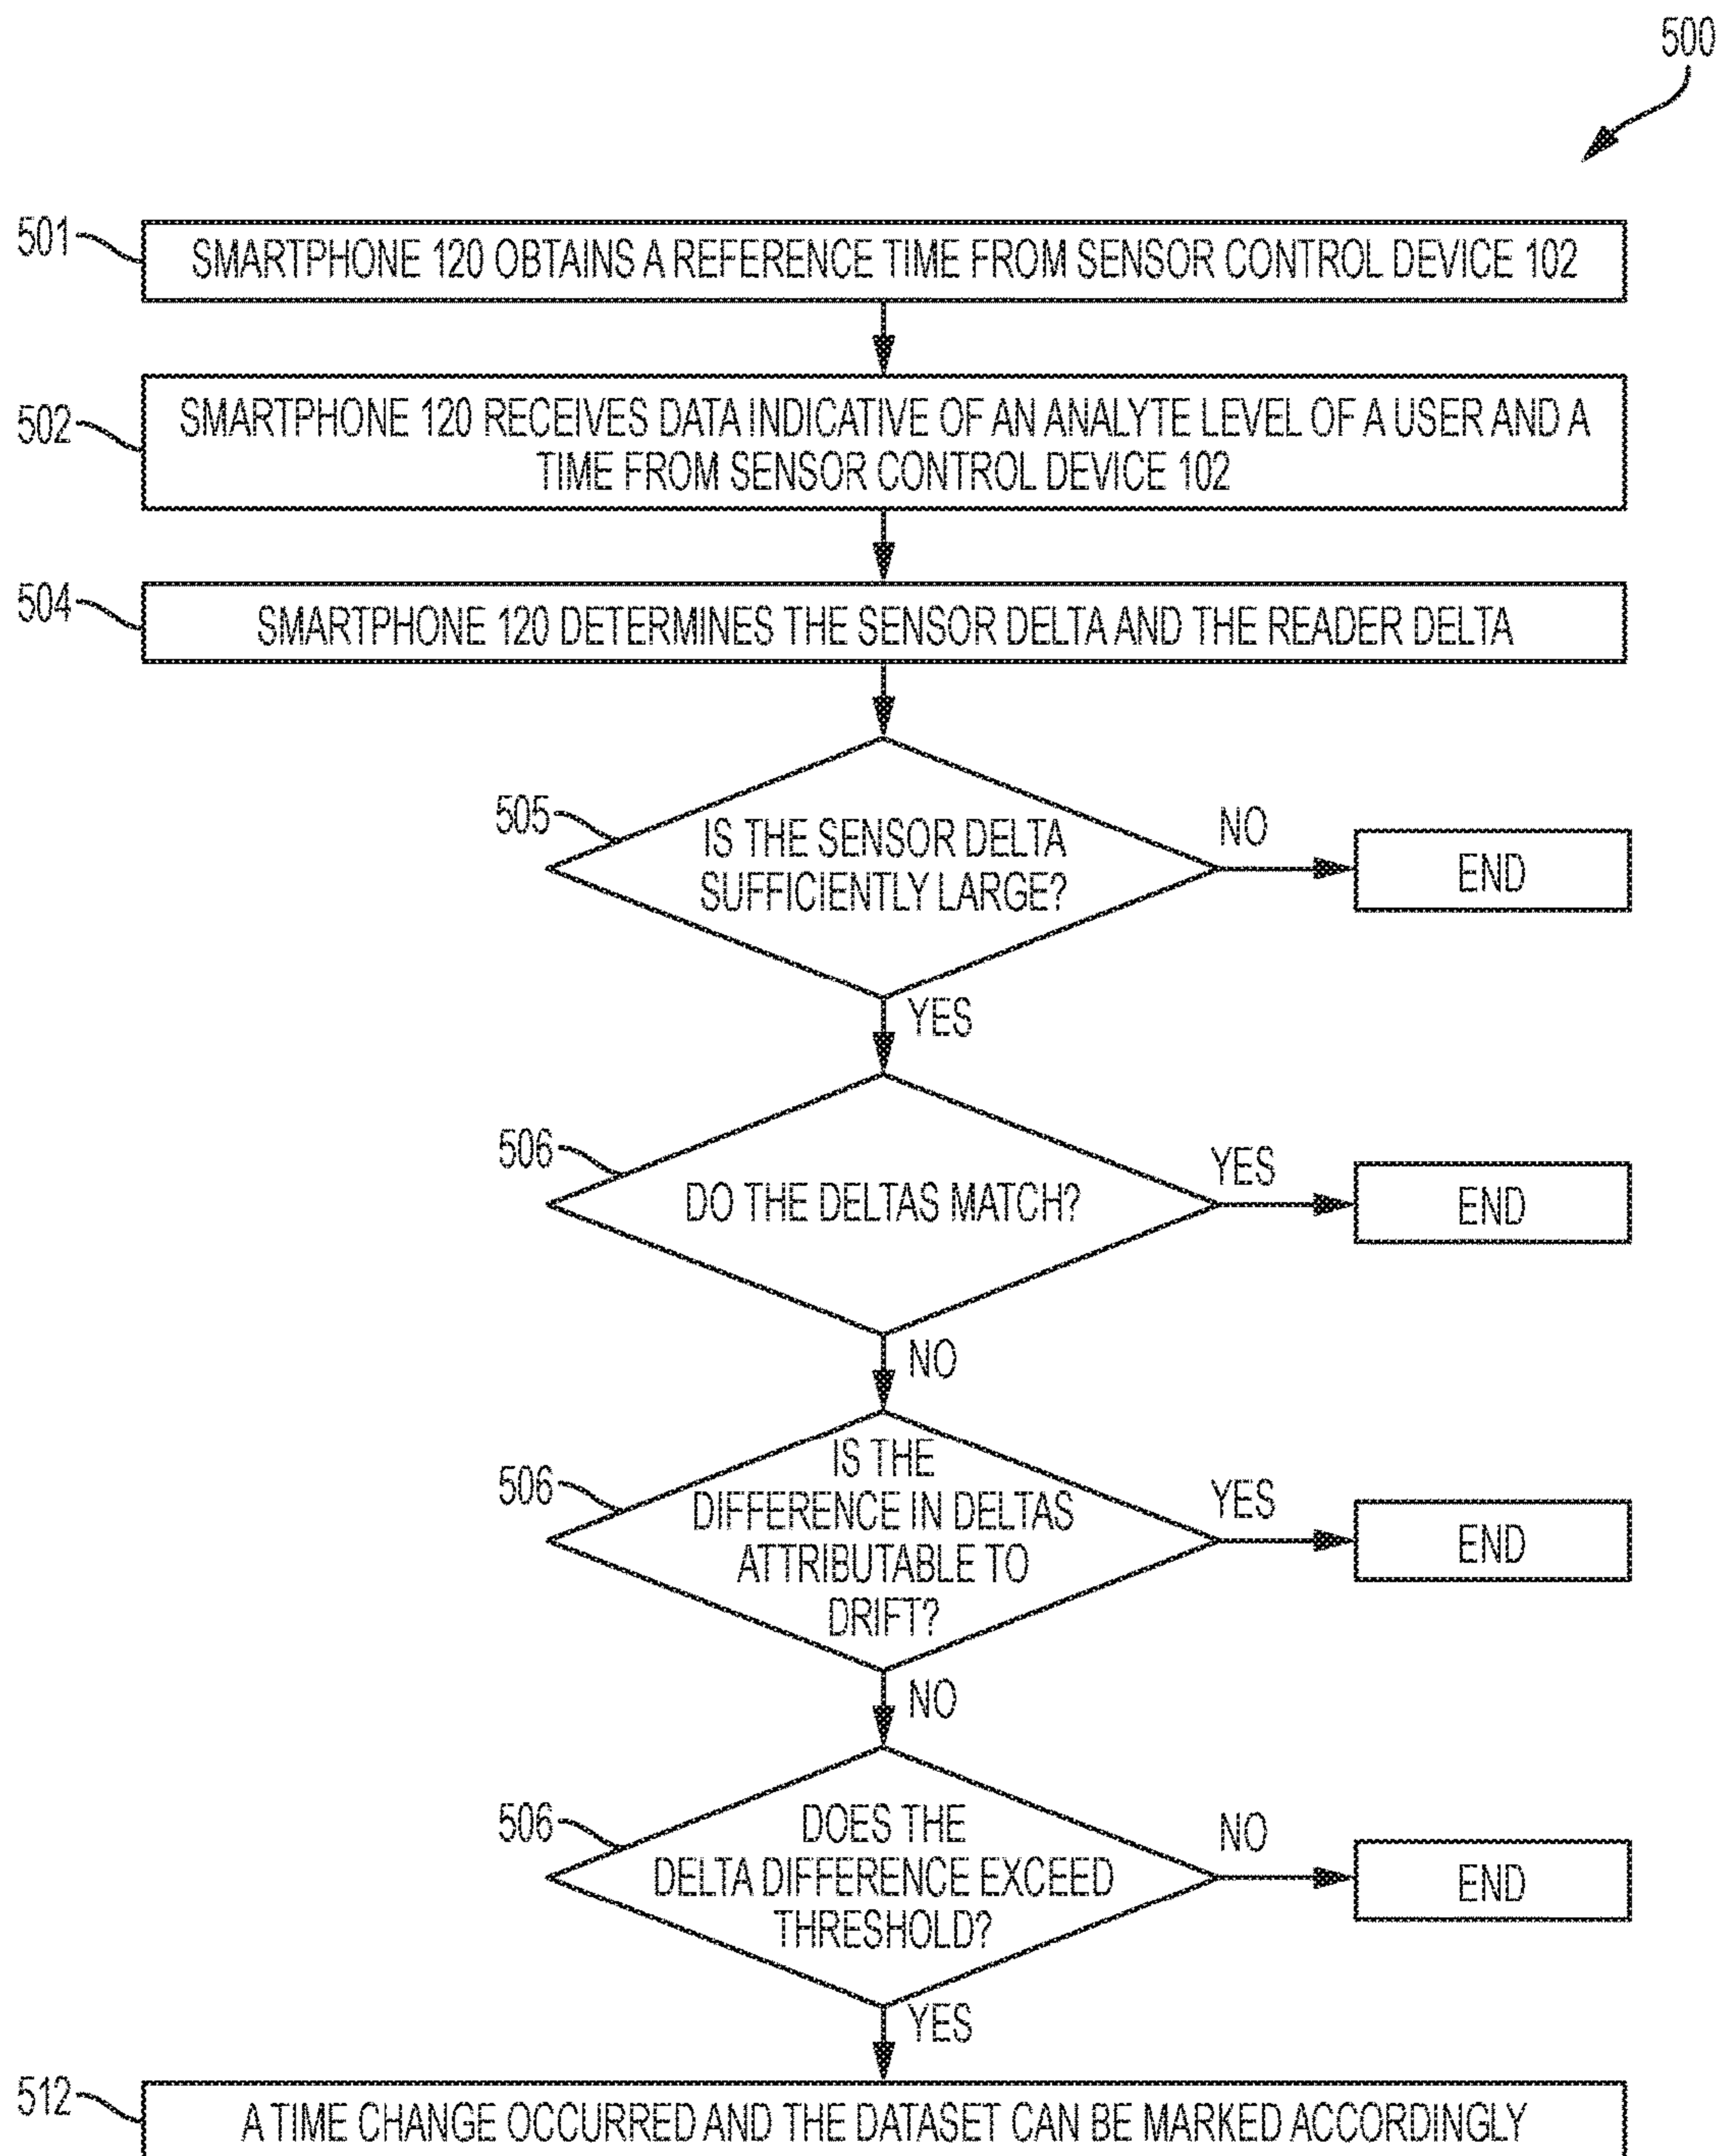 500
501
SMARTPHONE 120 OBTAINS A REFERENCE TIME FROM SENSOR CONTROL DEVICE 102
502
SMARTPHONE 120 RECEIVES DATA INDICATIVE OF AN ANALYTE LEVEL OF A USER AND A
TIME FROM SENSOR CONTROL DEVICE 102
504
SMARTPHONE 120 DETERMINES THE SENSOR DELTA AND THE READER DELTA
505
IS THE SENSOR DELTA
SUFFICIENTLY LARGE?
NO
END
YES
506
DO THE DELTAS MATCH?
YES
END
NO
506
IS THE
DIFFERENCE IN DELTAS
ATTRIBUTABLE TO
DRIFT?
YES
END
NO
506
DOES THE
DELTA DIFFERENCE EXCEED
THRESHOLD?
NO
END
YES
512
A TIME CHANGE OCCURRED AND THE DATASET CAN BE MARKED ACCORDINGLY